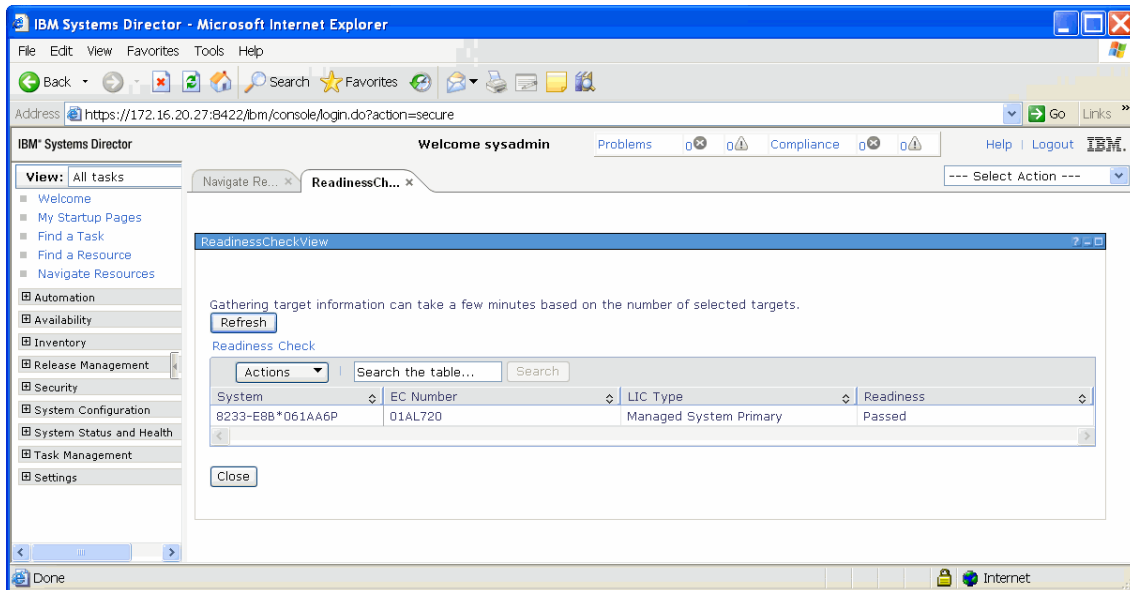 IBM Systems Director - Microsoft Internet Explorer
File Edit View Favorites Tools Help
Back Search Favorites
Address https://172.16.20.27:8422/ibm/console/login.do?action=secure Go Links »
IBM® Systems Director Welcome sysadmin Problems 0 0 Compliance 0 0 Help | Logout IBM.
View: All tasks
Navigate Re... × ReadinessCh... × --- Select Action ---
Welcome
My Startup Pages
Find a Task
Find a Resource
Navigate Resources
Automation
Availability
Inventory
Release Management
Security
System Configuration
System Status and Health
Task Management
Settings
ReadinessCheckView ?
Gathering target information can take a few minutes based on the number of selected targets.
Refresh
Readiness Check
Actions Search the table... Search
System EC Number LIC Type Readiness
8233-E8B*061AA6P 01AL720 Managed System Primary Passed
Close
Done Internet